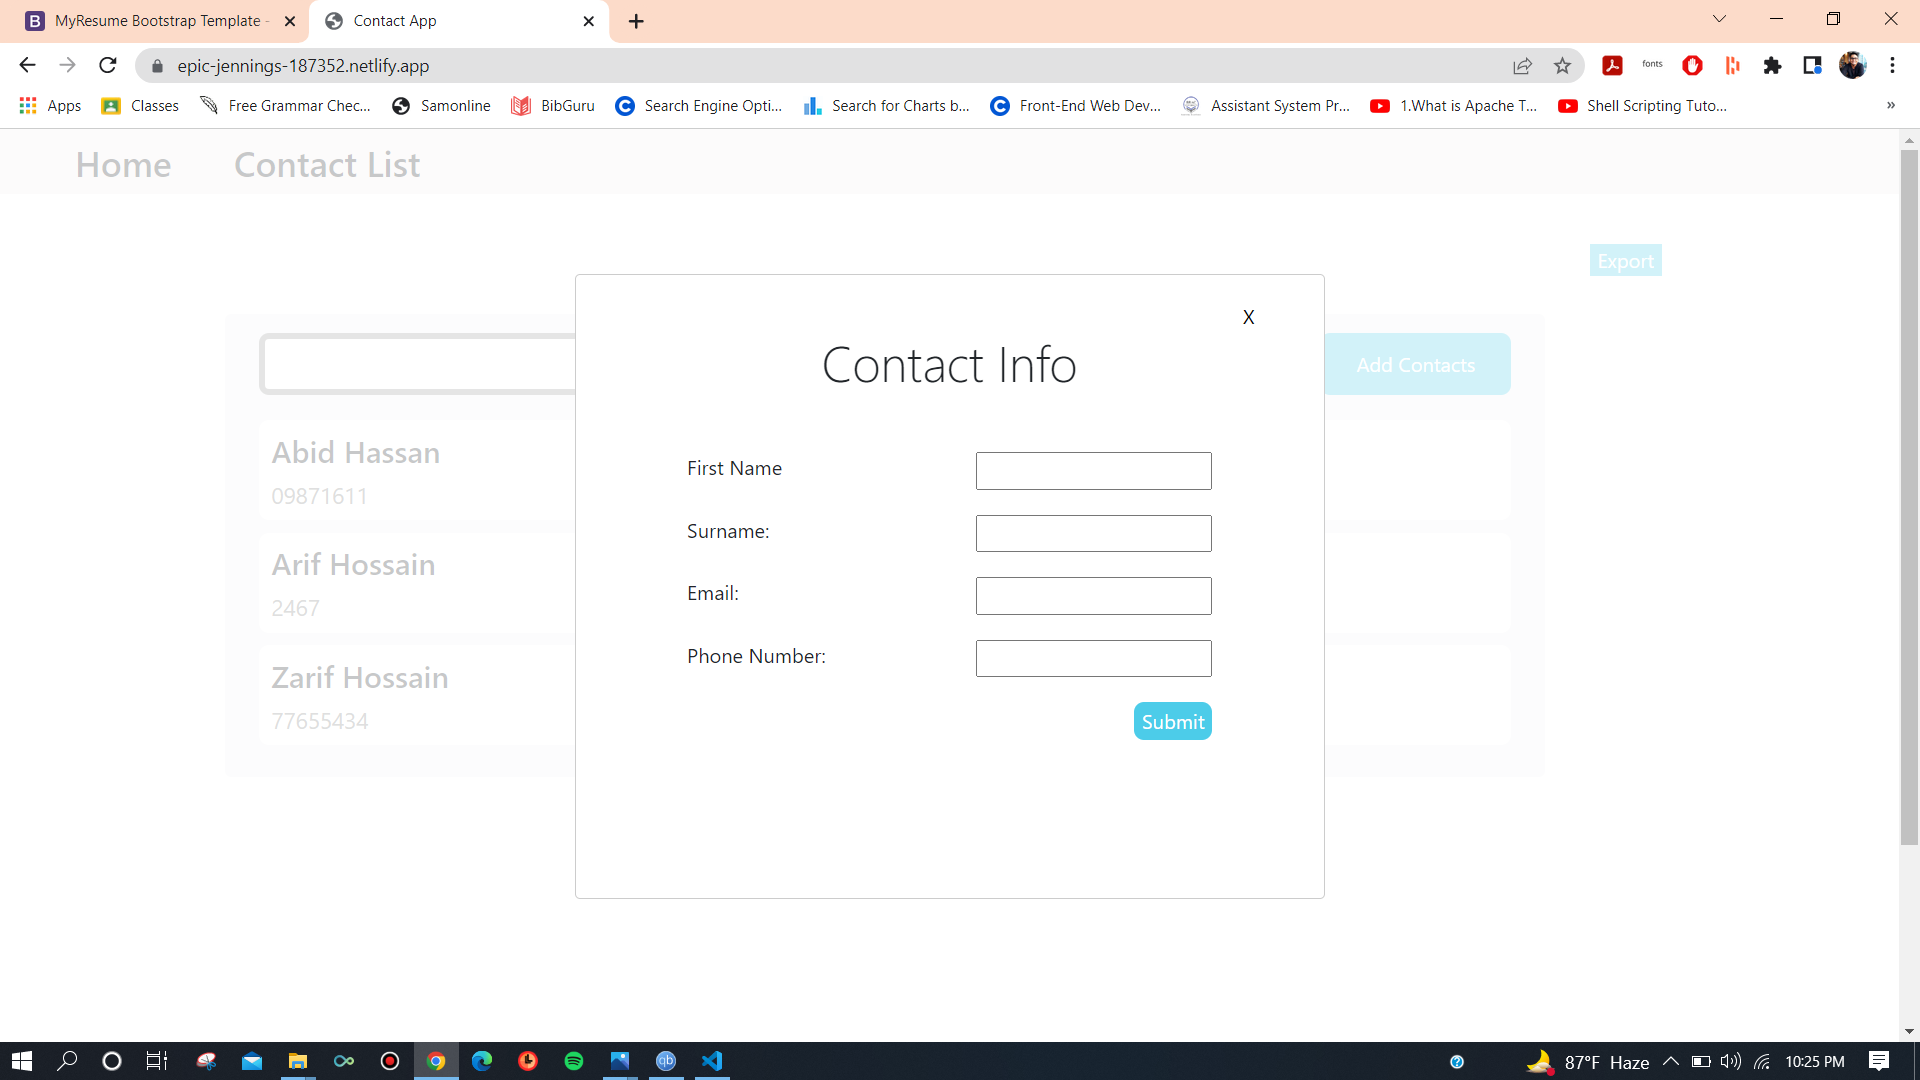 MyResume Bootstrap Template -
Contact App
epic-jennings-187352.netlify.app
fonts
Apps
Classes
Free Grammar Chec...
Samonline
BibGuru
Search Engine Opti...
Search for Charts b...
Front-End Web Dev...
Assistant System Pr...
1.What is Apache T...
Shell Scripting Tuto...
»
Home
Contact List
Export
X
Contact Info
Add Contacts
Abid Hassan
09871611
Arif Hossain
2467
Zarif Hossain
77655434
First Name
Surname:
Email:
Phone Number:
Submit
qb
87°F Haze
10:25 PM